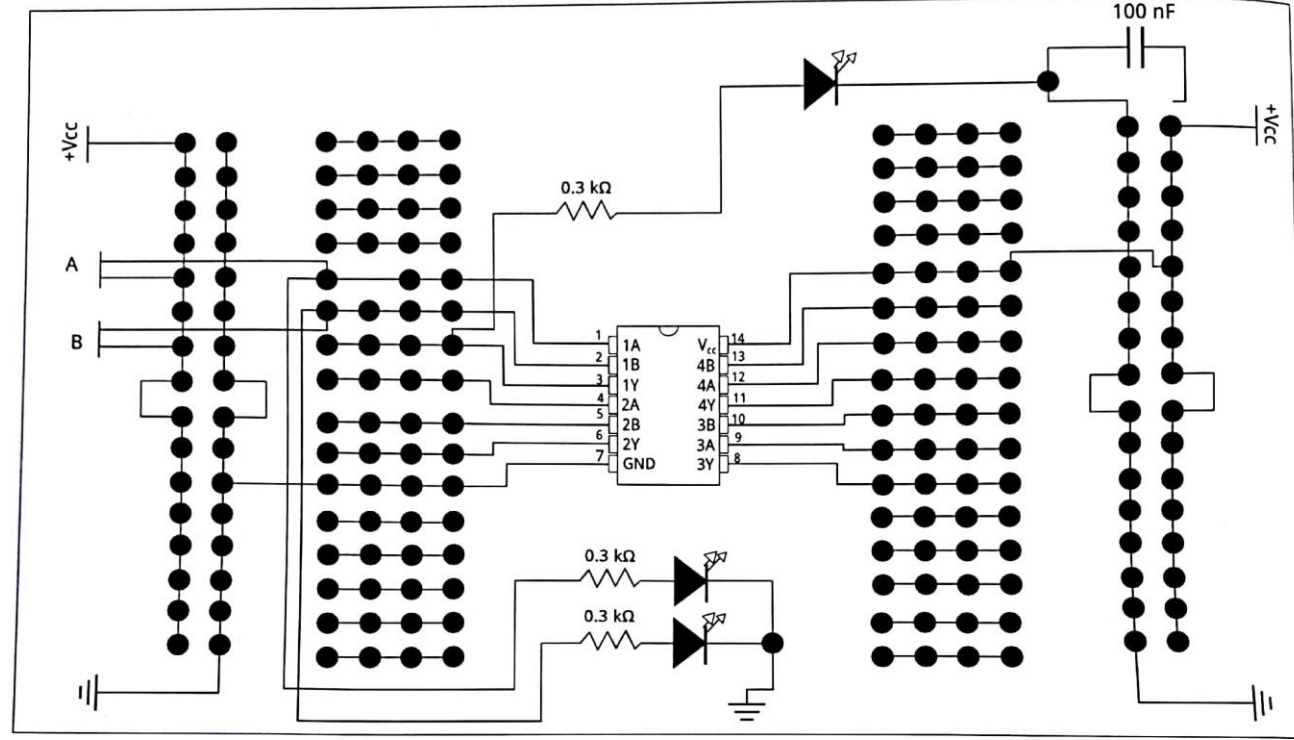 100 nF
+Vcc
+Vcc
0.3 kΩ
A
B
1 1A Vcc 14
2 1B 4B 13
3 1Y 4A 12
4 2A 4Y 11
5 2B 3B 10
6 2Y 3A 9
7 GND 3Y 8
0.3 kΩ
0.3 kΩ